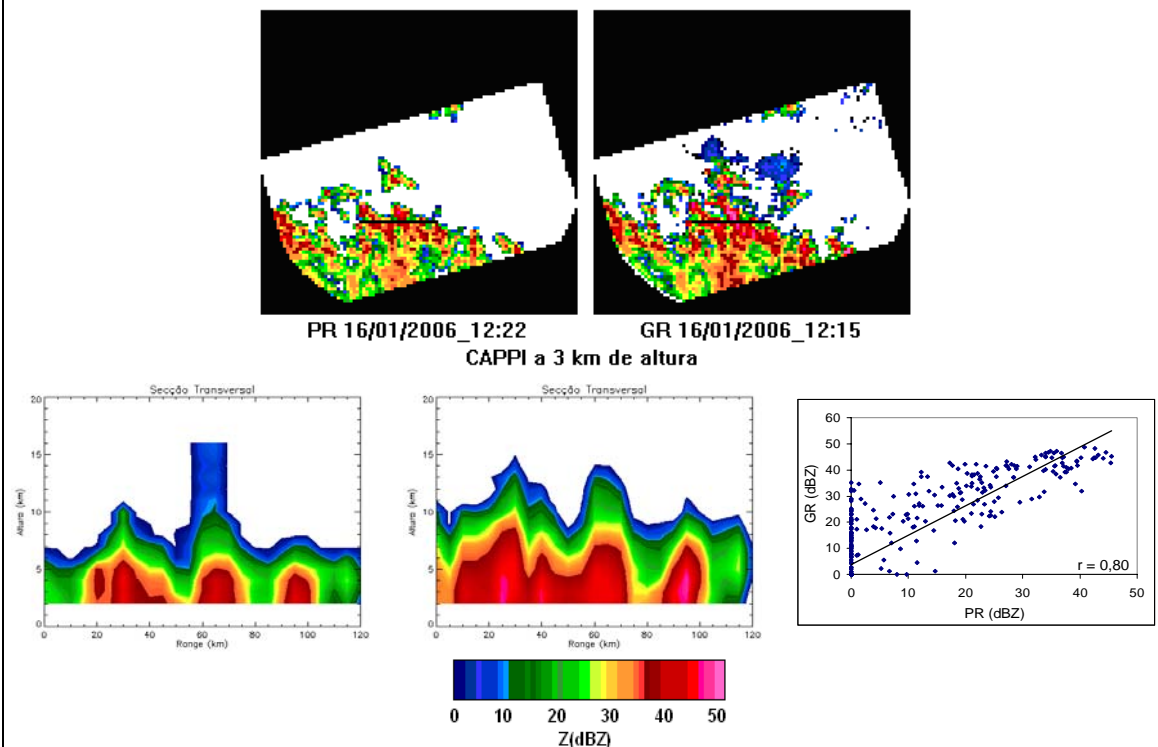 PR 16/01/2006_12:22
GR 16/01/2006_12:15
CAPPI a 3 km de altura
Secção Transversal
20
15
10
5
0
Altura (km)
0 20 40 60 80 100 120
Range (km)
Secção Transversal
20
15
10
5
0
Altura (km)
0 20 40 60 80 100 120
Range (km)
60
50
40
30
20
10
0
GR (dBZ)
r = 0,80
0 10 20 30 40 50
PR (dBZ)
0 10 20 30 40 50
Z(dBZ)